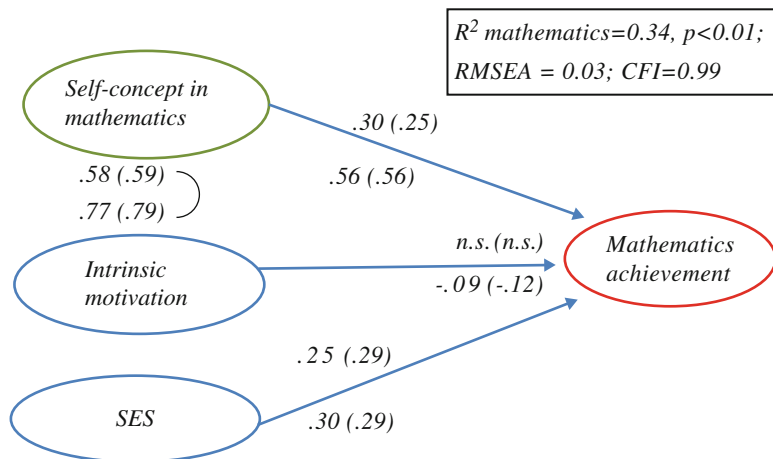 R² mathematics=0.34, p<0.01;
RMSEA = 0.03; CFI=0.99
Self-concept in
mathematics
.30 (.25)
.56 (.56)
.58 (.59)
.77 (.79)
n.s.(n.s.)
-.09 (-.12)
Intrinsic
motivation
Mathematics
achievement
.25 (.29)
SES
.30 (.29)